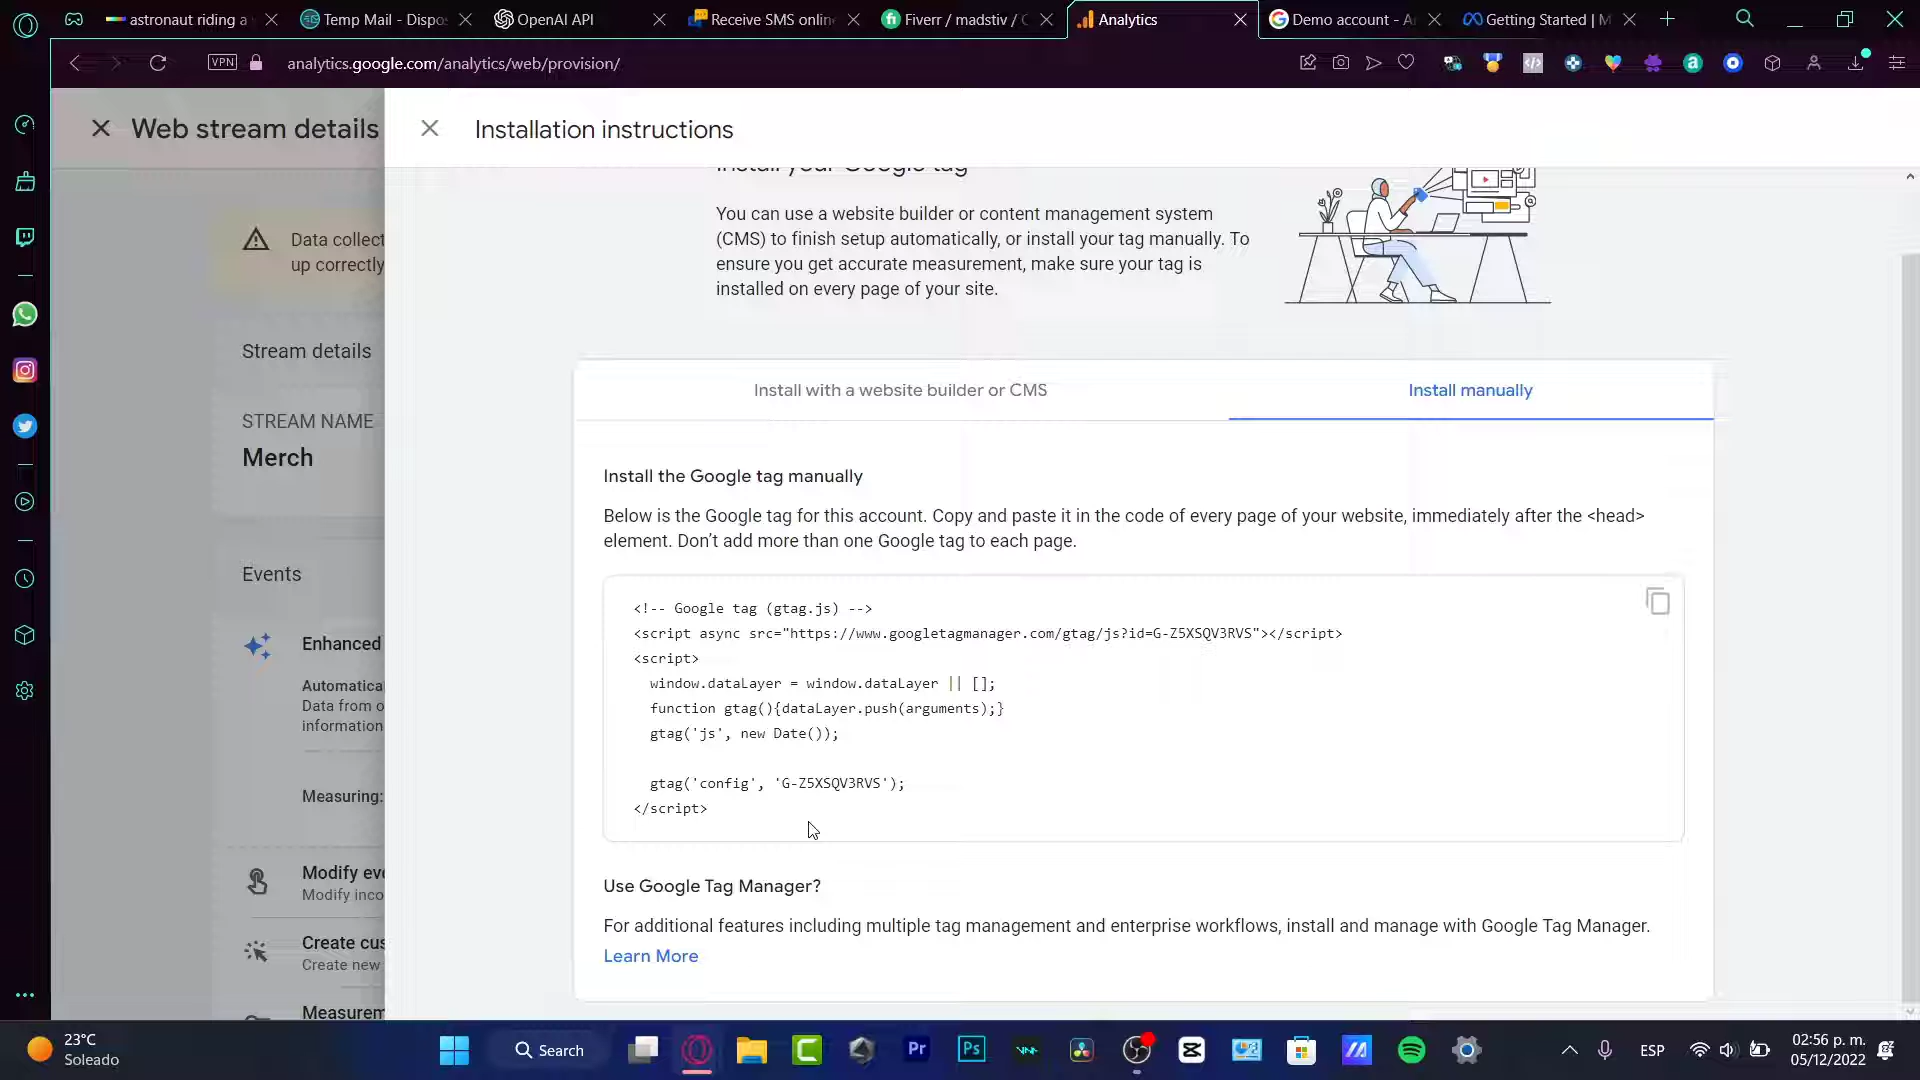 astronaut riding a
Temp Mail - Dispos
OpenAI API
Receive SMS onlin
Fiverr / madstiv / C
Analytics
Demo account - A
Getting Started | M
VPN
analytics.google.com/analytics/web/provision/
Web stream details
Installation instructions
Install your Google tag
You can use a website builder or content management system
(CMS) to finish setup automatically, or install your tag manually. To
ensure you get accurate measurement, make sure your tag is
installed on every page of your site.
Data collect
up correctly
Stream details
STREAM NAME
Merch
Events
Enhanced
Automatica
Data from o
information
Measuring:
Modify eve
Modify inco
Create cus
Create new
Measurem
Install with a website builder or CMS
Install manually
Install the Google tag manually
Below is the Google tag for this account. Copy and paste it in the code of every page of your website, immediately after the <head>
element. Don’t add more than one Google tag to each page.
<!-- Google tag (gtag.js) -->
<script async src="https://www.googletagmanager.com/gtag/js?id=G-Z5XSQV3RVS"></script>
<script>
window.dataLayer = window.dataLayer || [];
function gtag(){dataLayer.push(arguments);}
gtag('js', new Date());
gtag('config', 'G-Z5XSQV3RVS');
</script>
Use Google Tag Manager?
For additional features including multiple tag management and enterprise workflows, install and manage with Google Tag Manager.
Learn More
23°C
Soleado
Search
Pr
Ps
ESP
02:56 p. m.
05/12/2022